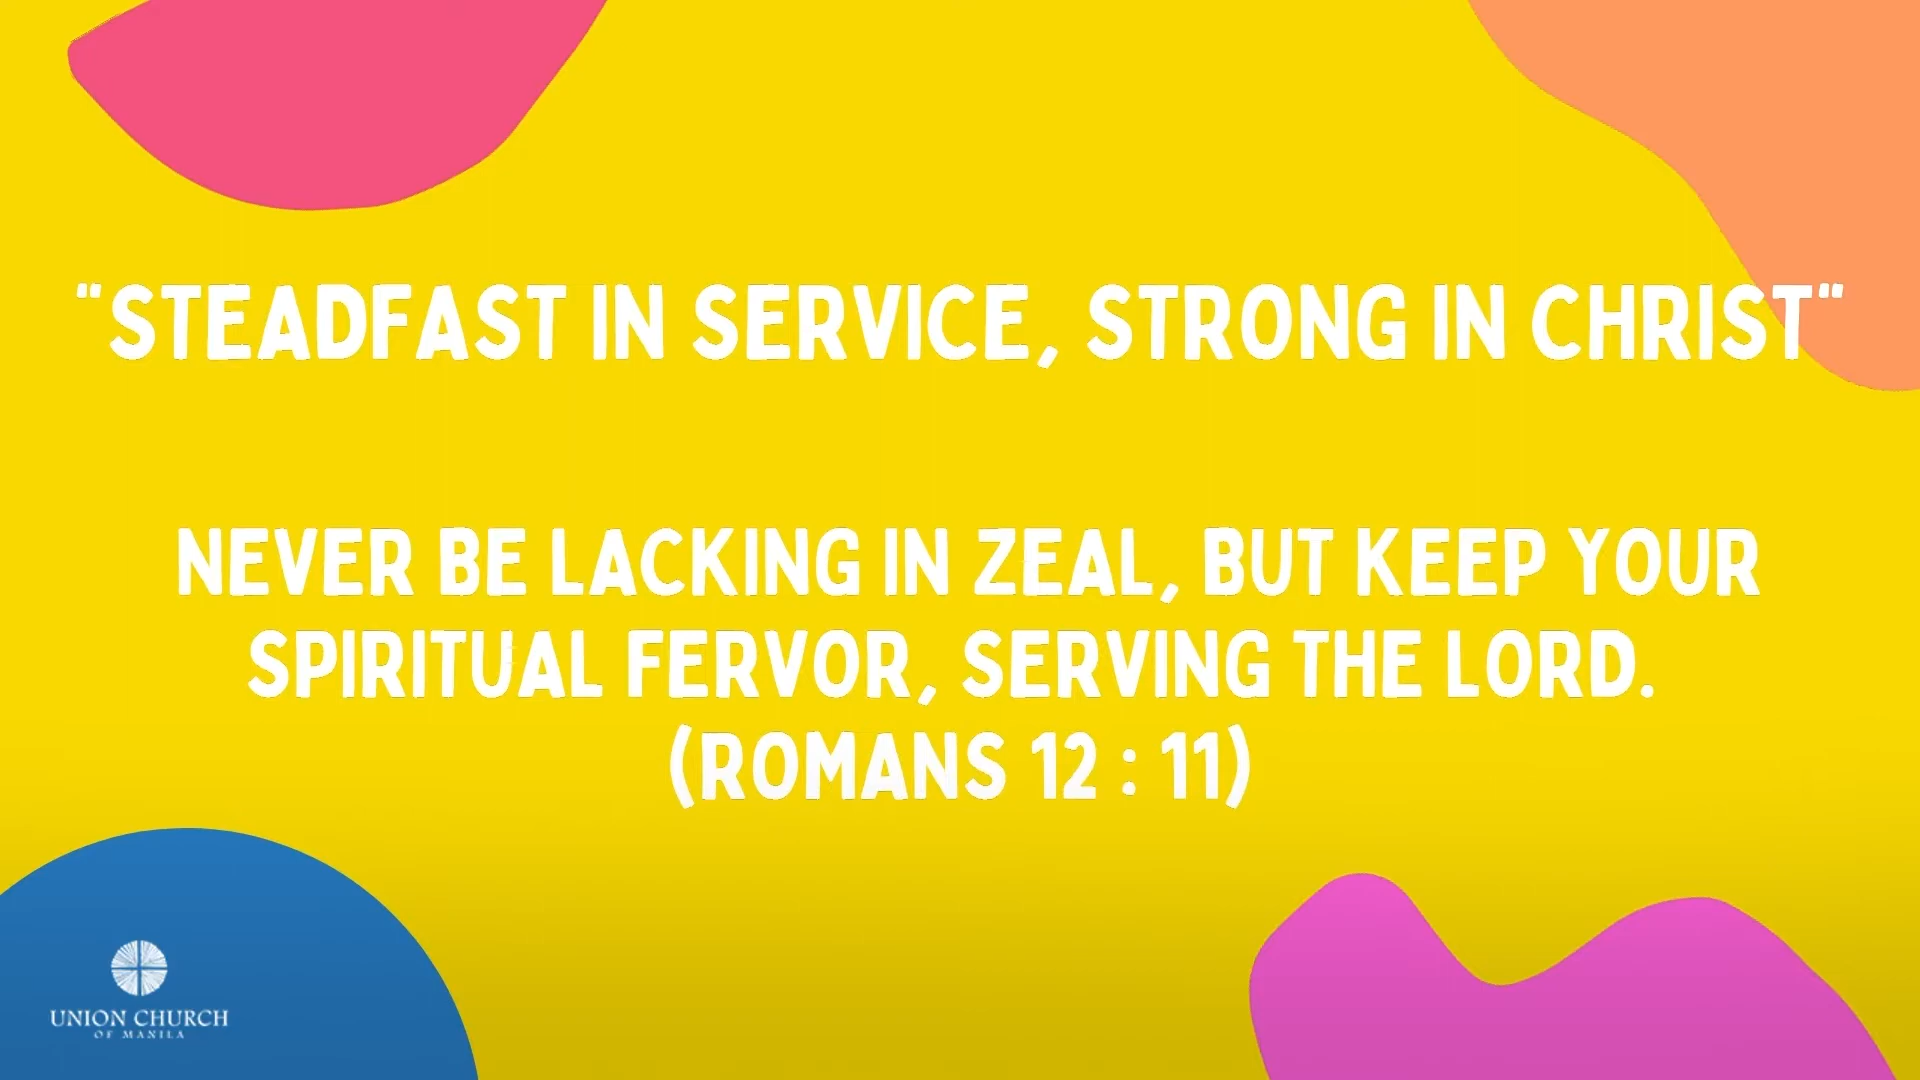 "STEADFAST IN SERVICE, STRONG IN CHRIST"
NEVER BE LACKING IN ZEAL, BUT KEEP YOUR
SPIRITUAL FERVOR, SERVING THE LORD.
(ROMANS 12 : 11)
UNION CHURCH
OF MANILA